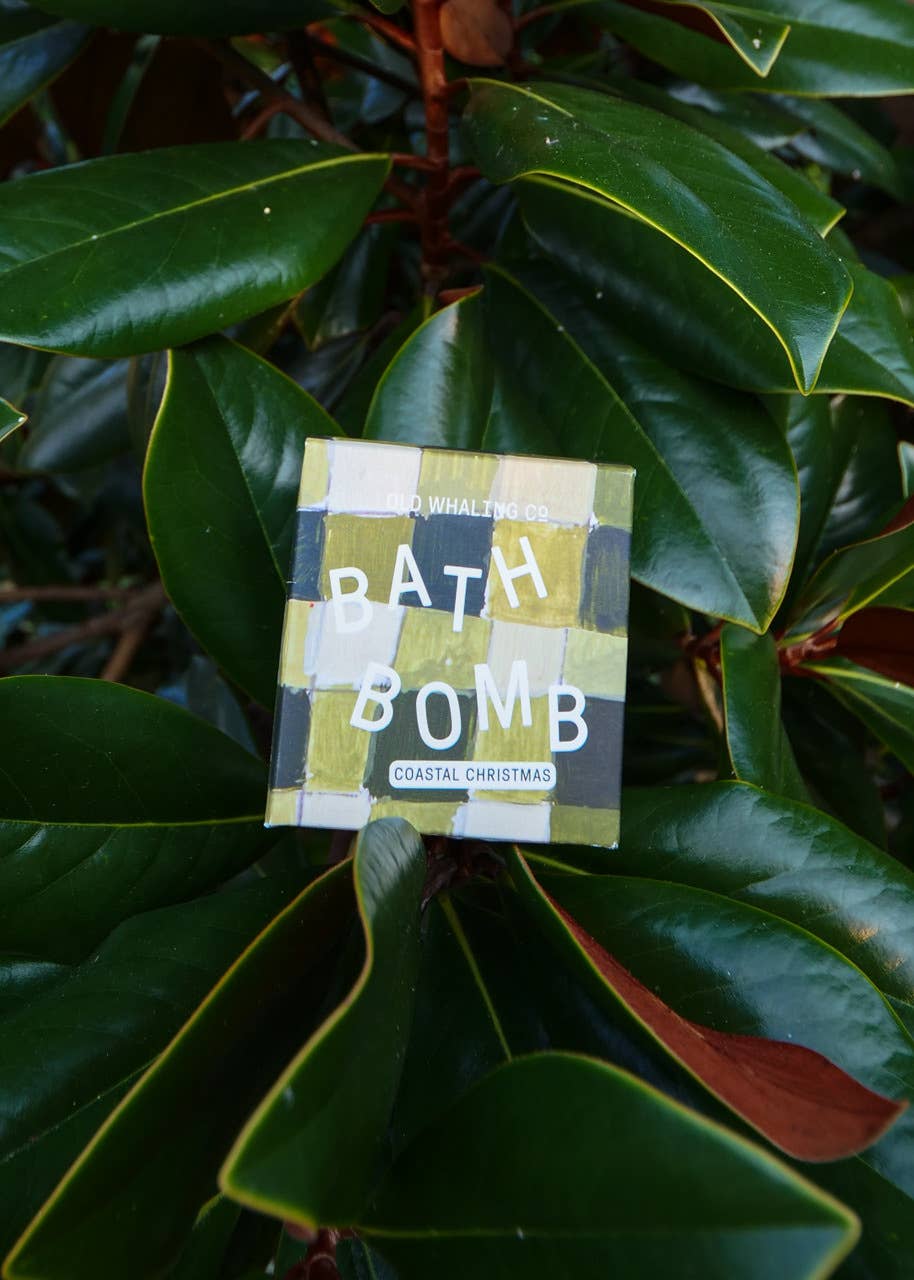 OLD WHALING Cº
BATH
BOMB
COASTAL CHRISTMAS